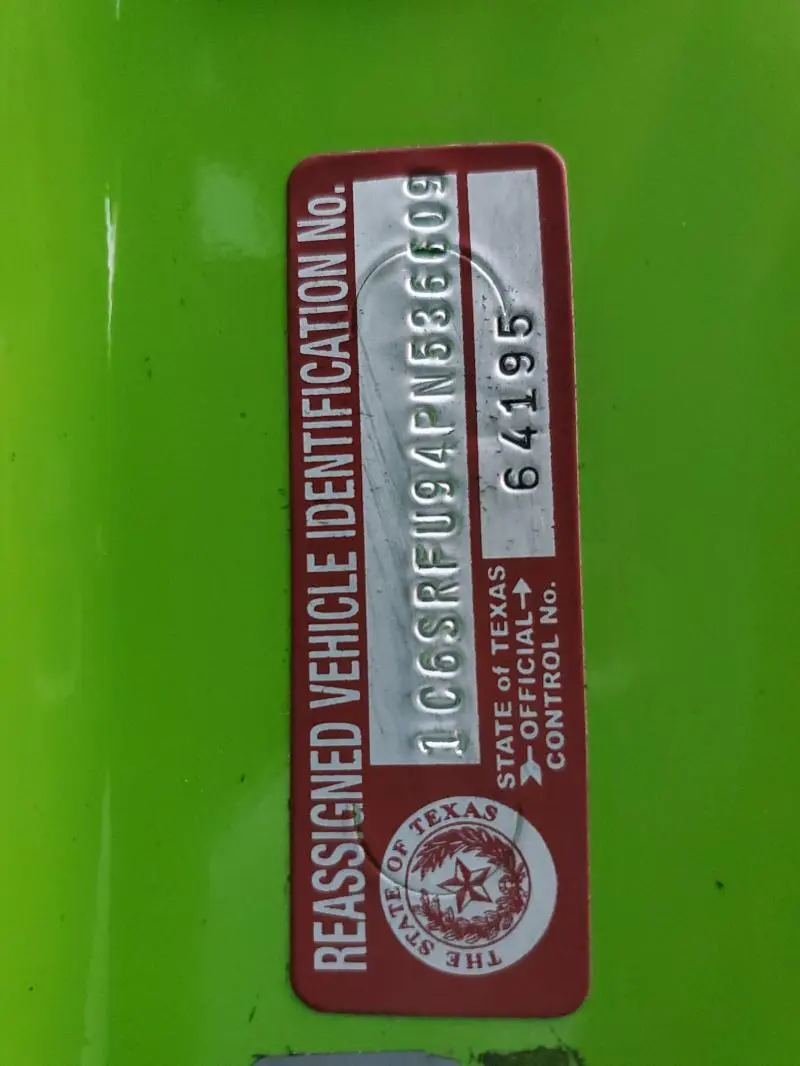 REASSIGNED VEHICLE IDENTIFICATION No.
1C6SRFU94PN536609
THE STATE OF TEXAS
STATE of TEXAS
OFFICIAL
CONTROL No.
64195